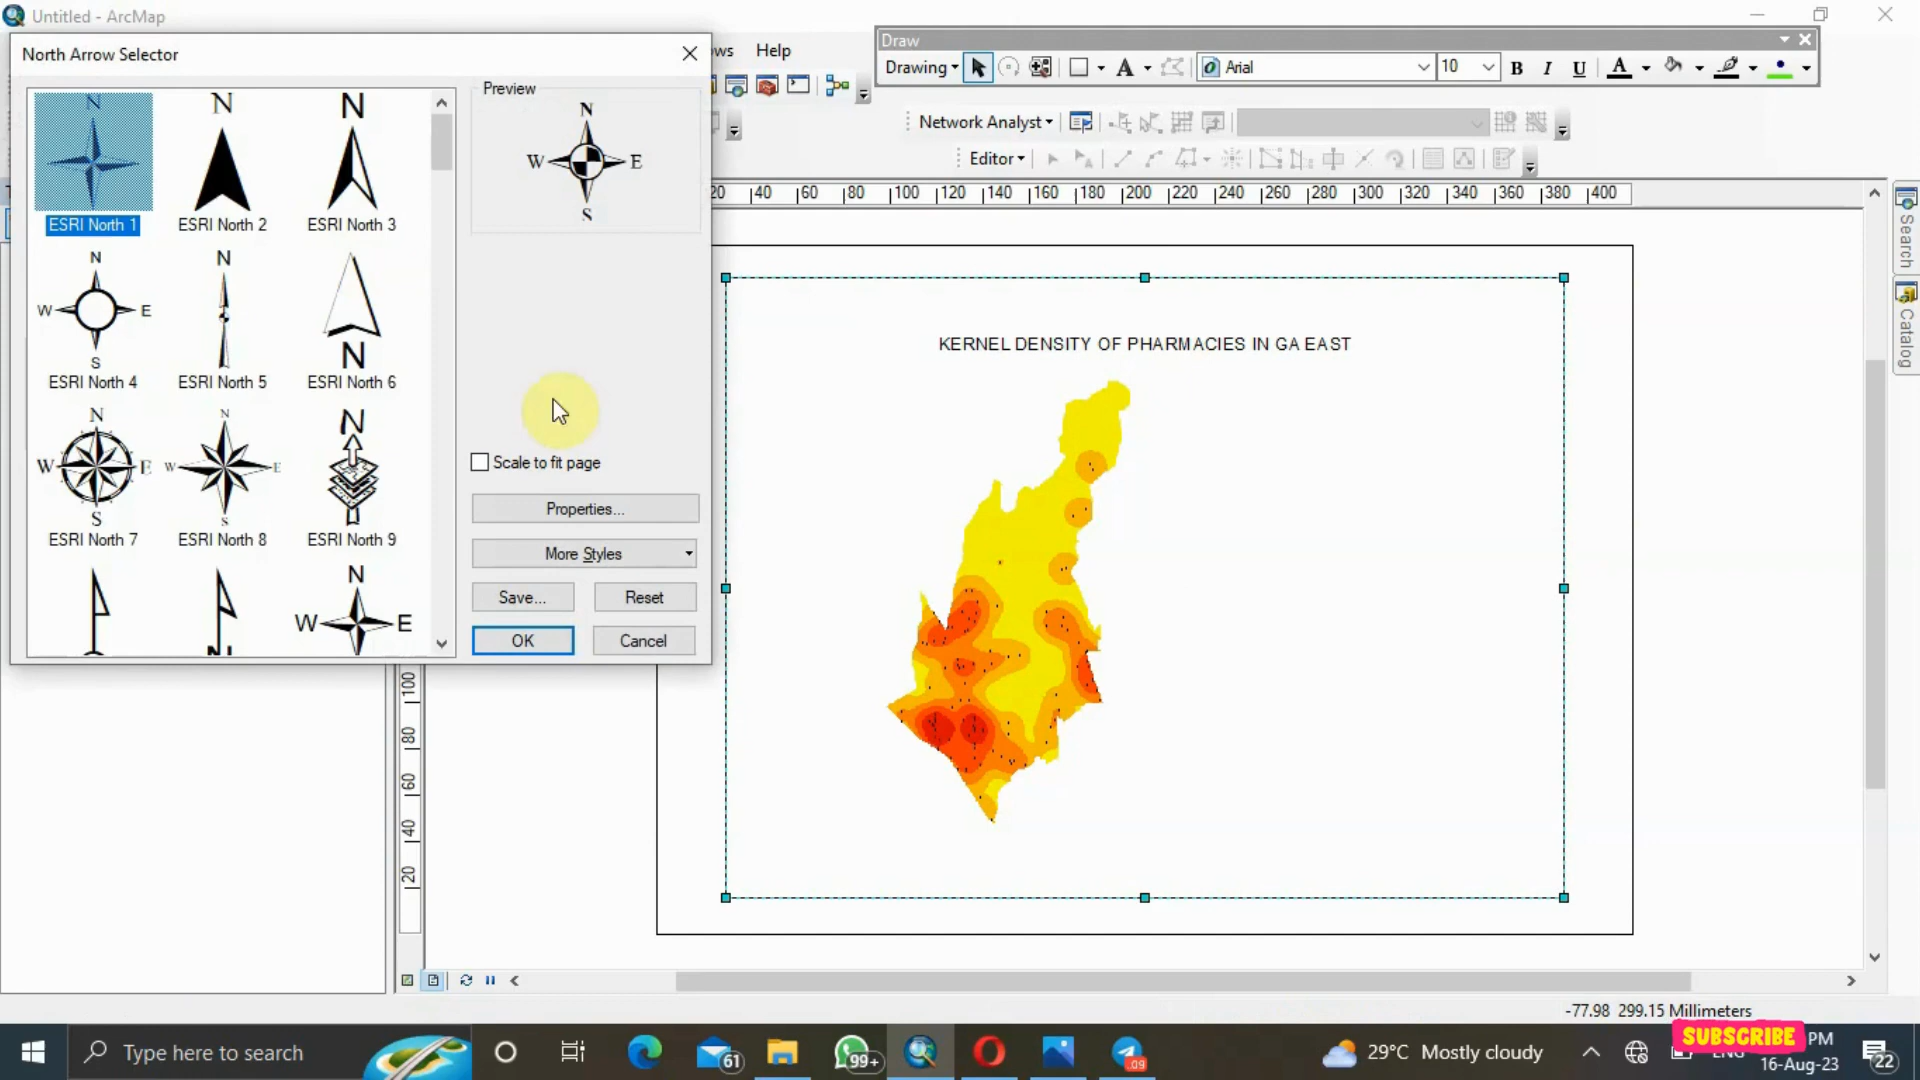 Untitled - ArcMap
North Arrow Selector
ows Help
Draw
Drawing
A
Arial
10
B I U A
Network Analyst
Editor
N
ESRI North 1
N
ESRI North 2
N
ESRI North 3
Preview
N
W E
S
N
W E
S
ESRI North 4
N
ESRI North 5
N
ESRI North 6
N
W E
S
ESRI North 7
N
W E
S
ESRI North 8
N
ESRI North 9
N
N
W E
Scale to fit page
Properties...
More Styles
Save... Reset
OK Cancel
20 40 60 80 100 120 140 160 180 200 220 240 260 280 300 320 340 360 380 400
100
80
60
40
20
KERNEL DENSITY OF PHARMACIES IN GA EAST
Search
Catalog
-77.98 299.15 Millimeters
Type here to search
61
99+
.09
29°C Mostly cloudy
SUBSCRIBE
PM
ENG
16-Aug-23
22